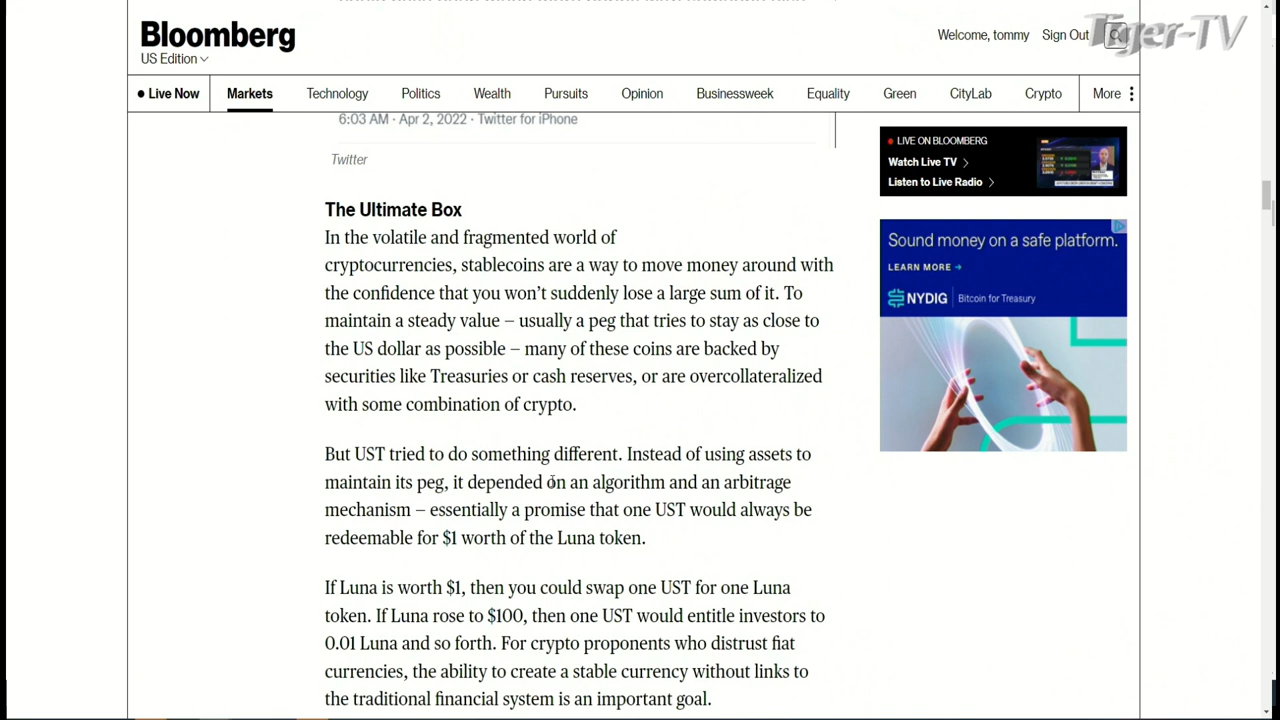 Bloomberg
US Edition
Welcome, tommy Sign Out
Tiger-TV
Live Now Markets Technology Politics Wealth Pursuits Opinion Businessweek Equality Green CityLab Crypto More
6:03 AM · Apr 2, 2022 · Twitter for iPhone
Twitter
The Ultimate Box
In the volatile and fragmented world of
cryptocurrencies, stablecoins are a way to move money around with
the confidence that you won't suddenly lose a large sum of it. To
maintain a steady value – usually a peg that tries to stay as close to
the US dollar as possible – many of these coins are backed by
securities like Treasuries or cash reserves, or are overcollateralized
with some combination of crypto.
But UST tried to do something different. Instead of using assets to
maintain its peg, it depended on an algorithm and an arbitrage
mechanism – essentially a promise that one UST would always be
redeemable for $1 worth of the Luna token.
If Luna is worth $1, then you could swap one UST for one Luna
token. If Luna rose to $100, then one UST would entitle investors to
0.01 Luna and so forth. For crypto proponents who distrust fiat
currencies, the ability to create a stable currency without links to
the traditional financial system is an important goal.
LIVE ON BLOOMBERG
Watch Live TV
Listen to Live Radio
Sound money on a safe platform.
LEARN MORE
NYDIG Bitcoin for Treasury